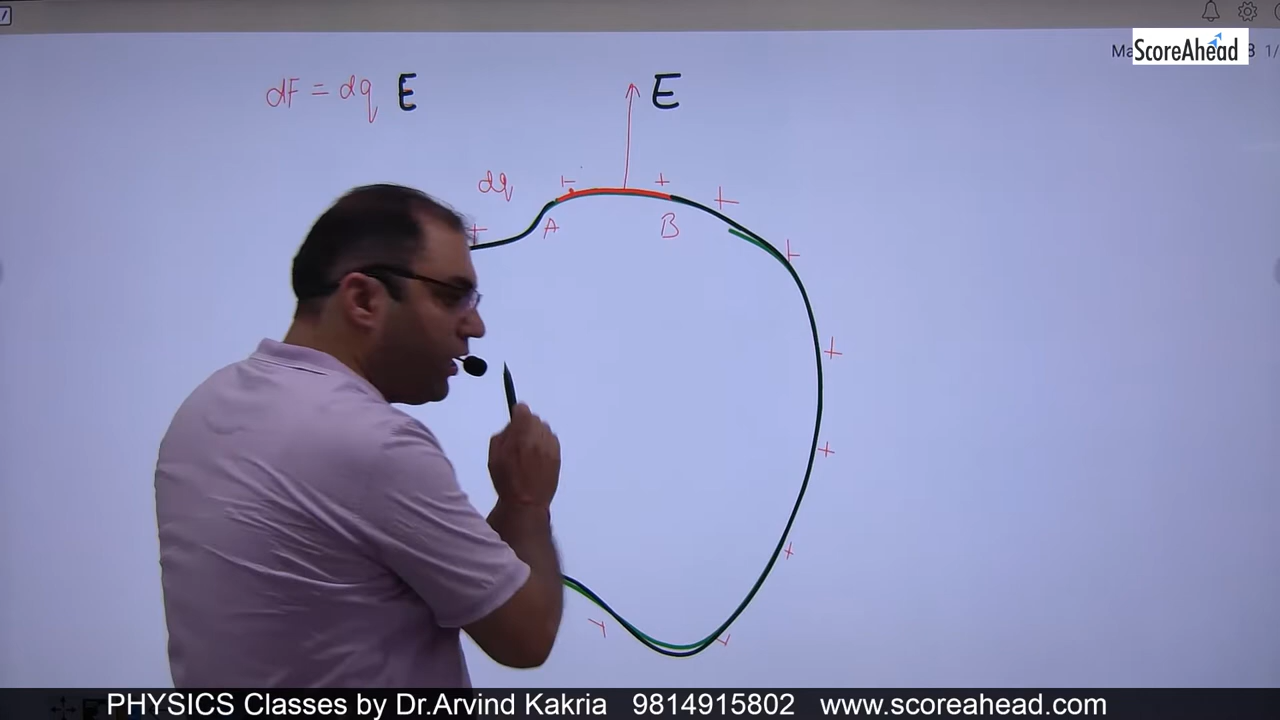 ScoreAhead
dF = dq E
E
dq
A
B
PHYSICS Classes by Dr.Arvind Kakria 9814915802 www.scoreahead.com